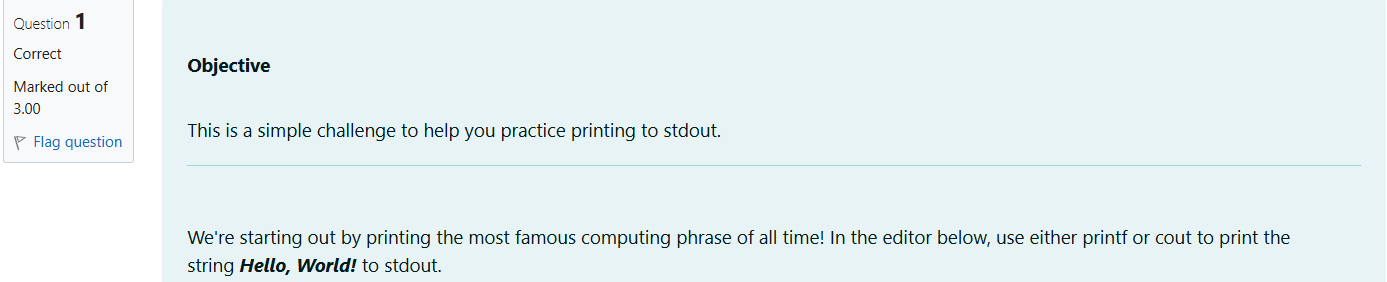 Question 1
Correct
Marked out of
3.00
Flag question
Objective
This is a simple challenge to help you practice printing to stdout.
We're starting out by printing the most famous computing phrase of all time! In the editor below, use either printf or cout to print the
string Hello, World! to stdout.